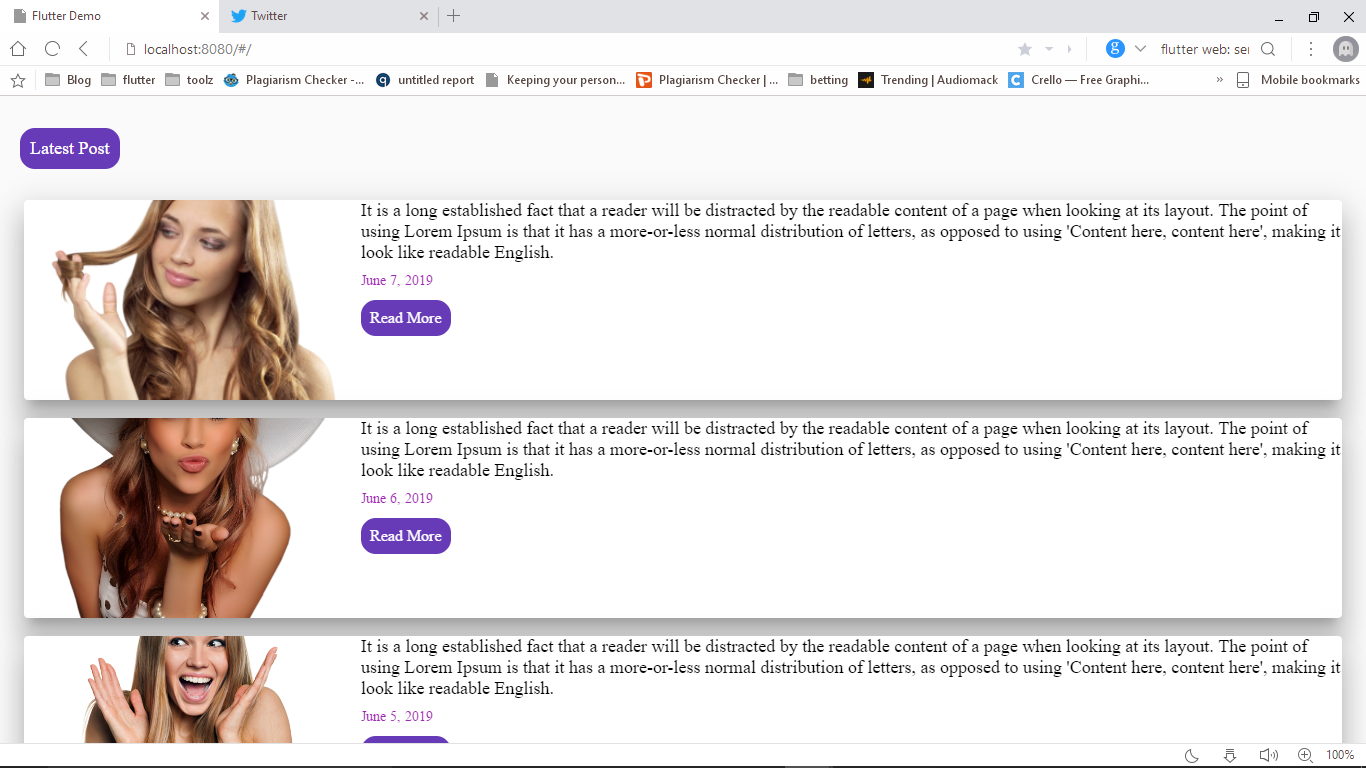 Flutter Demo
Twitter
localhost:8080/#/
flutter web: ser
Blog
flutter
toolz
Plagiarism Checker -...
untitled report
Keeping your person...
Plagiarism Checker | ...
betting
Trending | Audiomack
Crello — Free Graphi...
»
Mobile bookmarks
Latest Post
It is a long established fact that a reader will be distracted by the readable content of a page when looking at its layout. The point of
using Lorem Ipsum is that it has a more-or-less normal distribution of letters, as opposed to using 'Content here, content here', making it
look like readable English.
June 7, 2019
Read More
It is a long established fact that a reader will be distracted by the readable content of a page when looking at its layout. The point of
using Lorem Ipsum is that it has a more-or-less normal distribution of letters, as opposed to using 'Content here, content here', making it
look like readable English.
June 6, 2019
Read More
It is a long established fact that a reader will be distracted by the readable content of a page when looking at its layout. The point of
using Lorem Ipsum is that it has a more-or-less normal distribution of letters, as opposed to using 'Content here, content here', making it
look like readable English.
June 5, 2019
100%